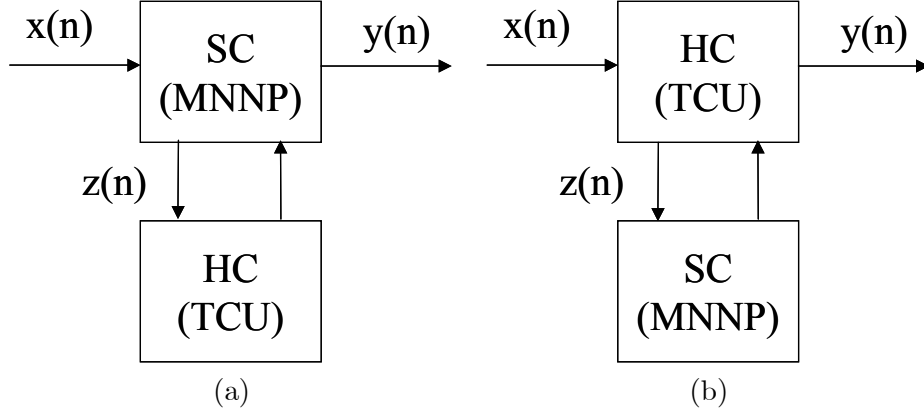 x(n)
SC
(MNNP)
y(n)
z(n)
HC
(TCU)
(a)
x(n)
HC
(TCU)
y(n)
z(n)
SC
(MNNP)
(b)